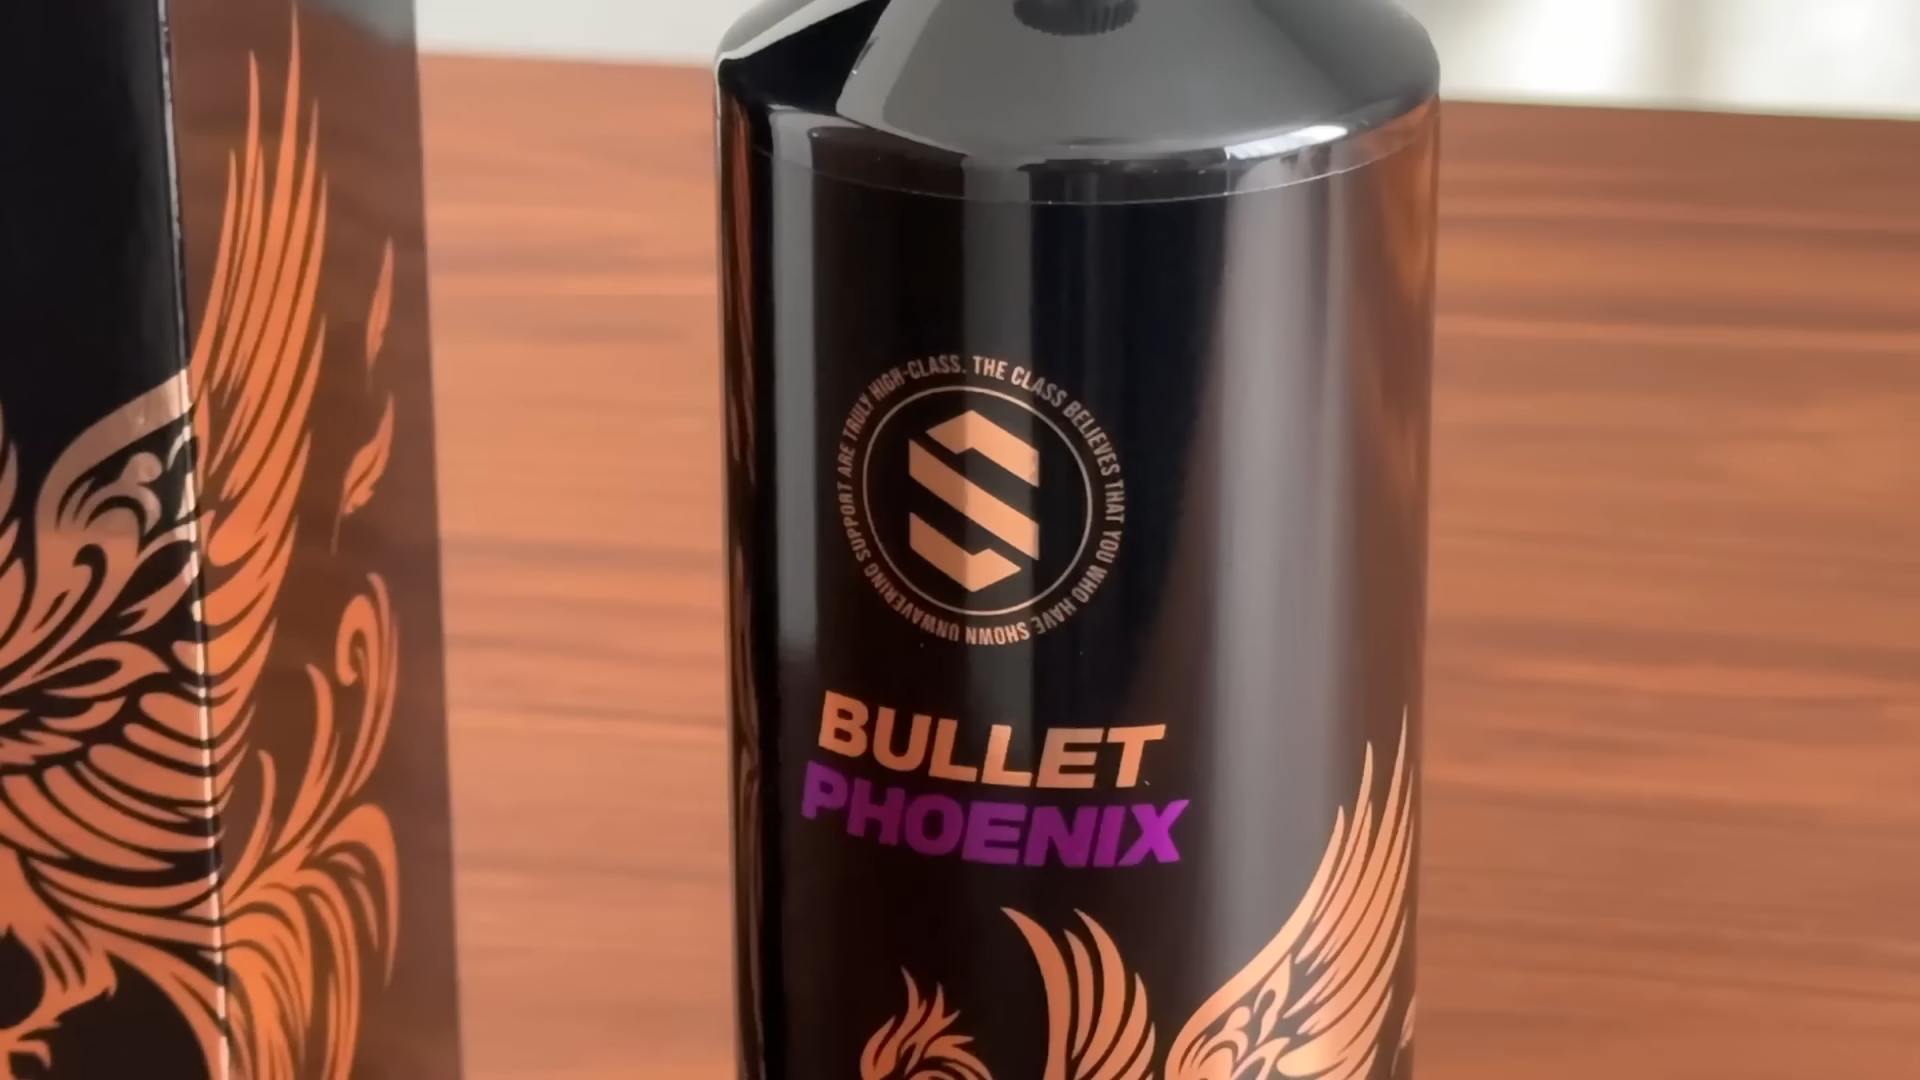 THE CLASS BELIEVES THAT YOU WHO HAVE SHOWN UNWAVERING SUPPORT ARE TRULY HIGH-CLASS.
BULLET
PHOENIX